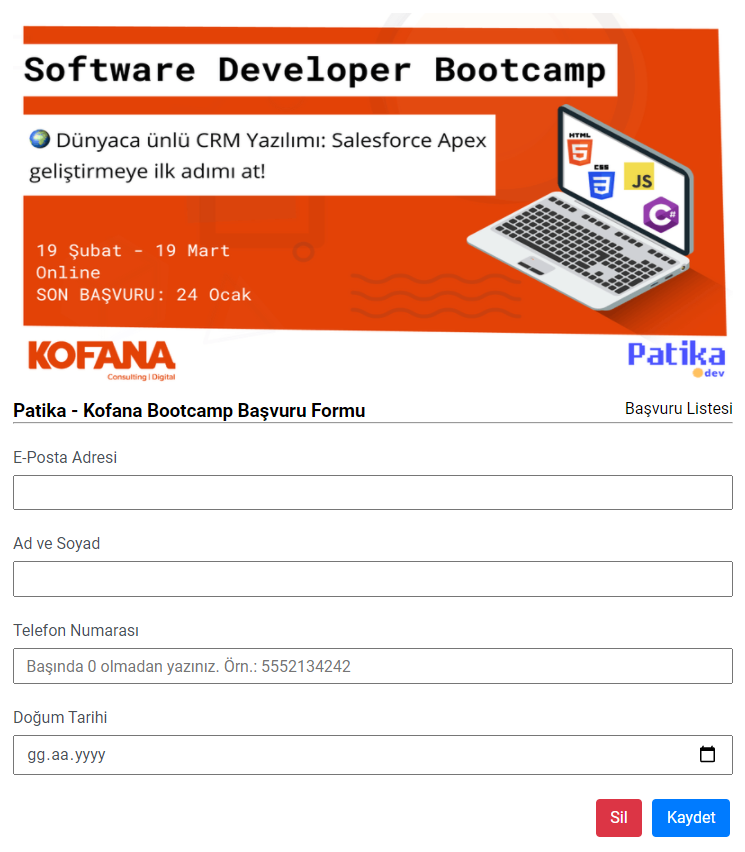 Software Developer Bootcamp
Dünyaca ünlü CRM Yazılımı: Salesforce Apex
geliştirmeye ilk adımı at!
HTML
5
CSS
3
JS
C#
19 Şubat - 19 Mart
Online
SON BAŞVURU: 24 Ocak
KOFANA
Consulting | Digital
Patika
dev
Patika - Kofana Bootcamp Başvuru Formu
Başvuru Listesi
E-Posta Adresi
Ad ve Soyad
Telefon Numarası
Başında 0 olmadan yazınız. Örn.: 5552134242
Doğum Tarihi
gg.aa.yyyy
Sil
Kaydet